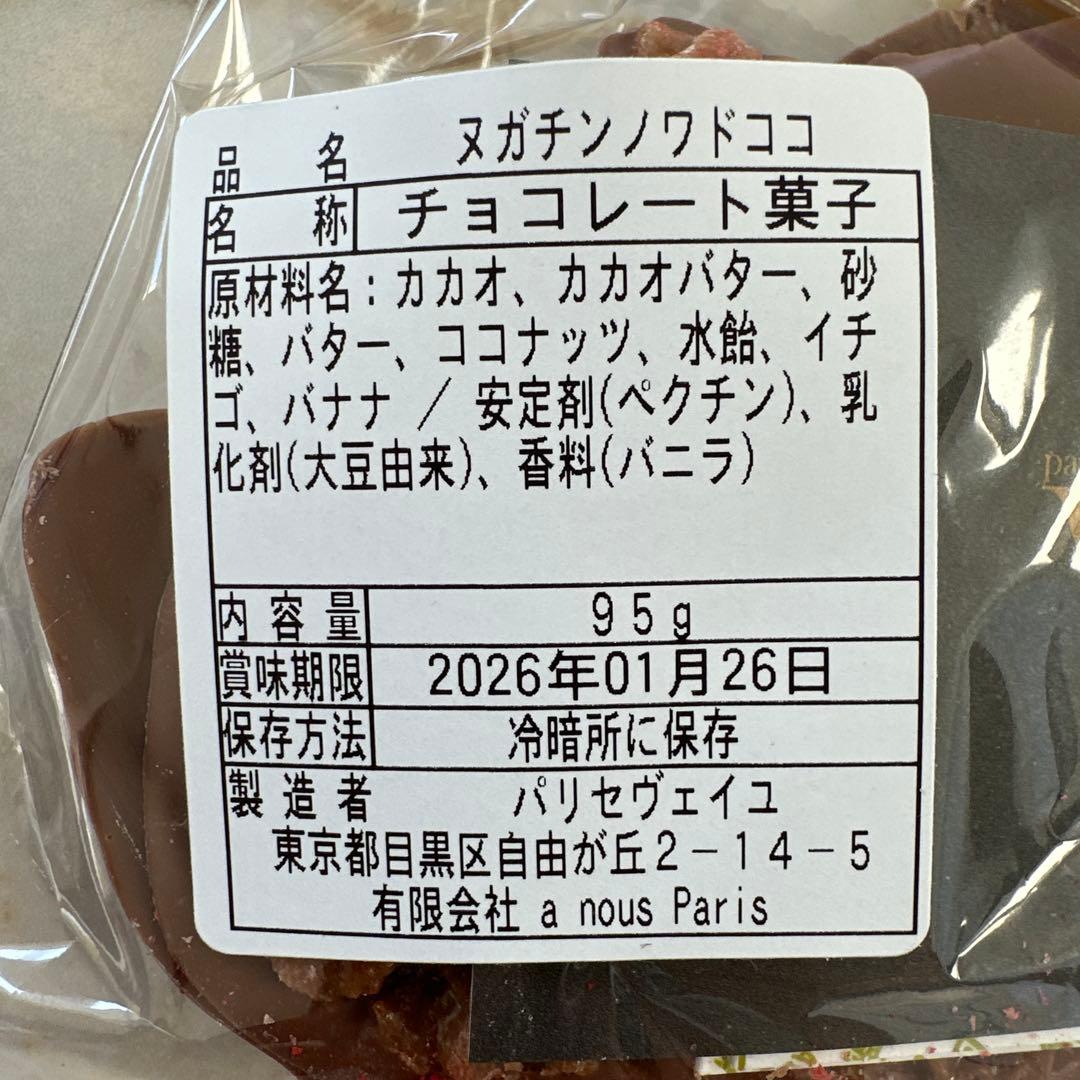 品名 ヌガチンノワドココ
名称 チョコレート菓子
原材料名：カカオ、カカオバター、砂
糖、バター、ココナッツ、水飴、イチ
ゴ、バナナ／安定剤(ペクチン)、乳
化剤(大豆由来)、香料(バニラ)
内容量 95g
賞味期限 2026年01月26日
保存方法 冷暗所に保存
製造者 パリセヴェイユ
東京都目黒区自由が丘2－14－5
有限会社 a nous Paris